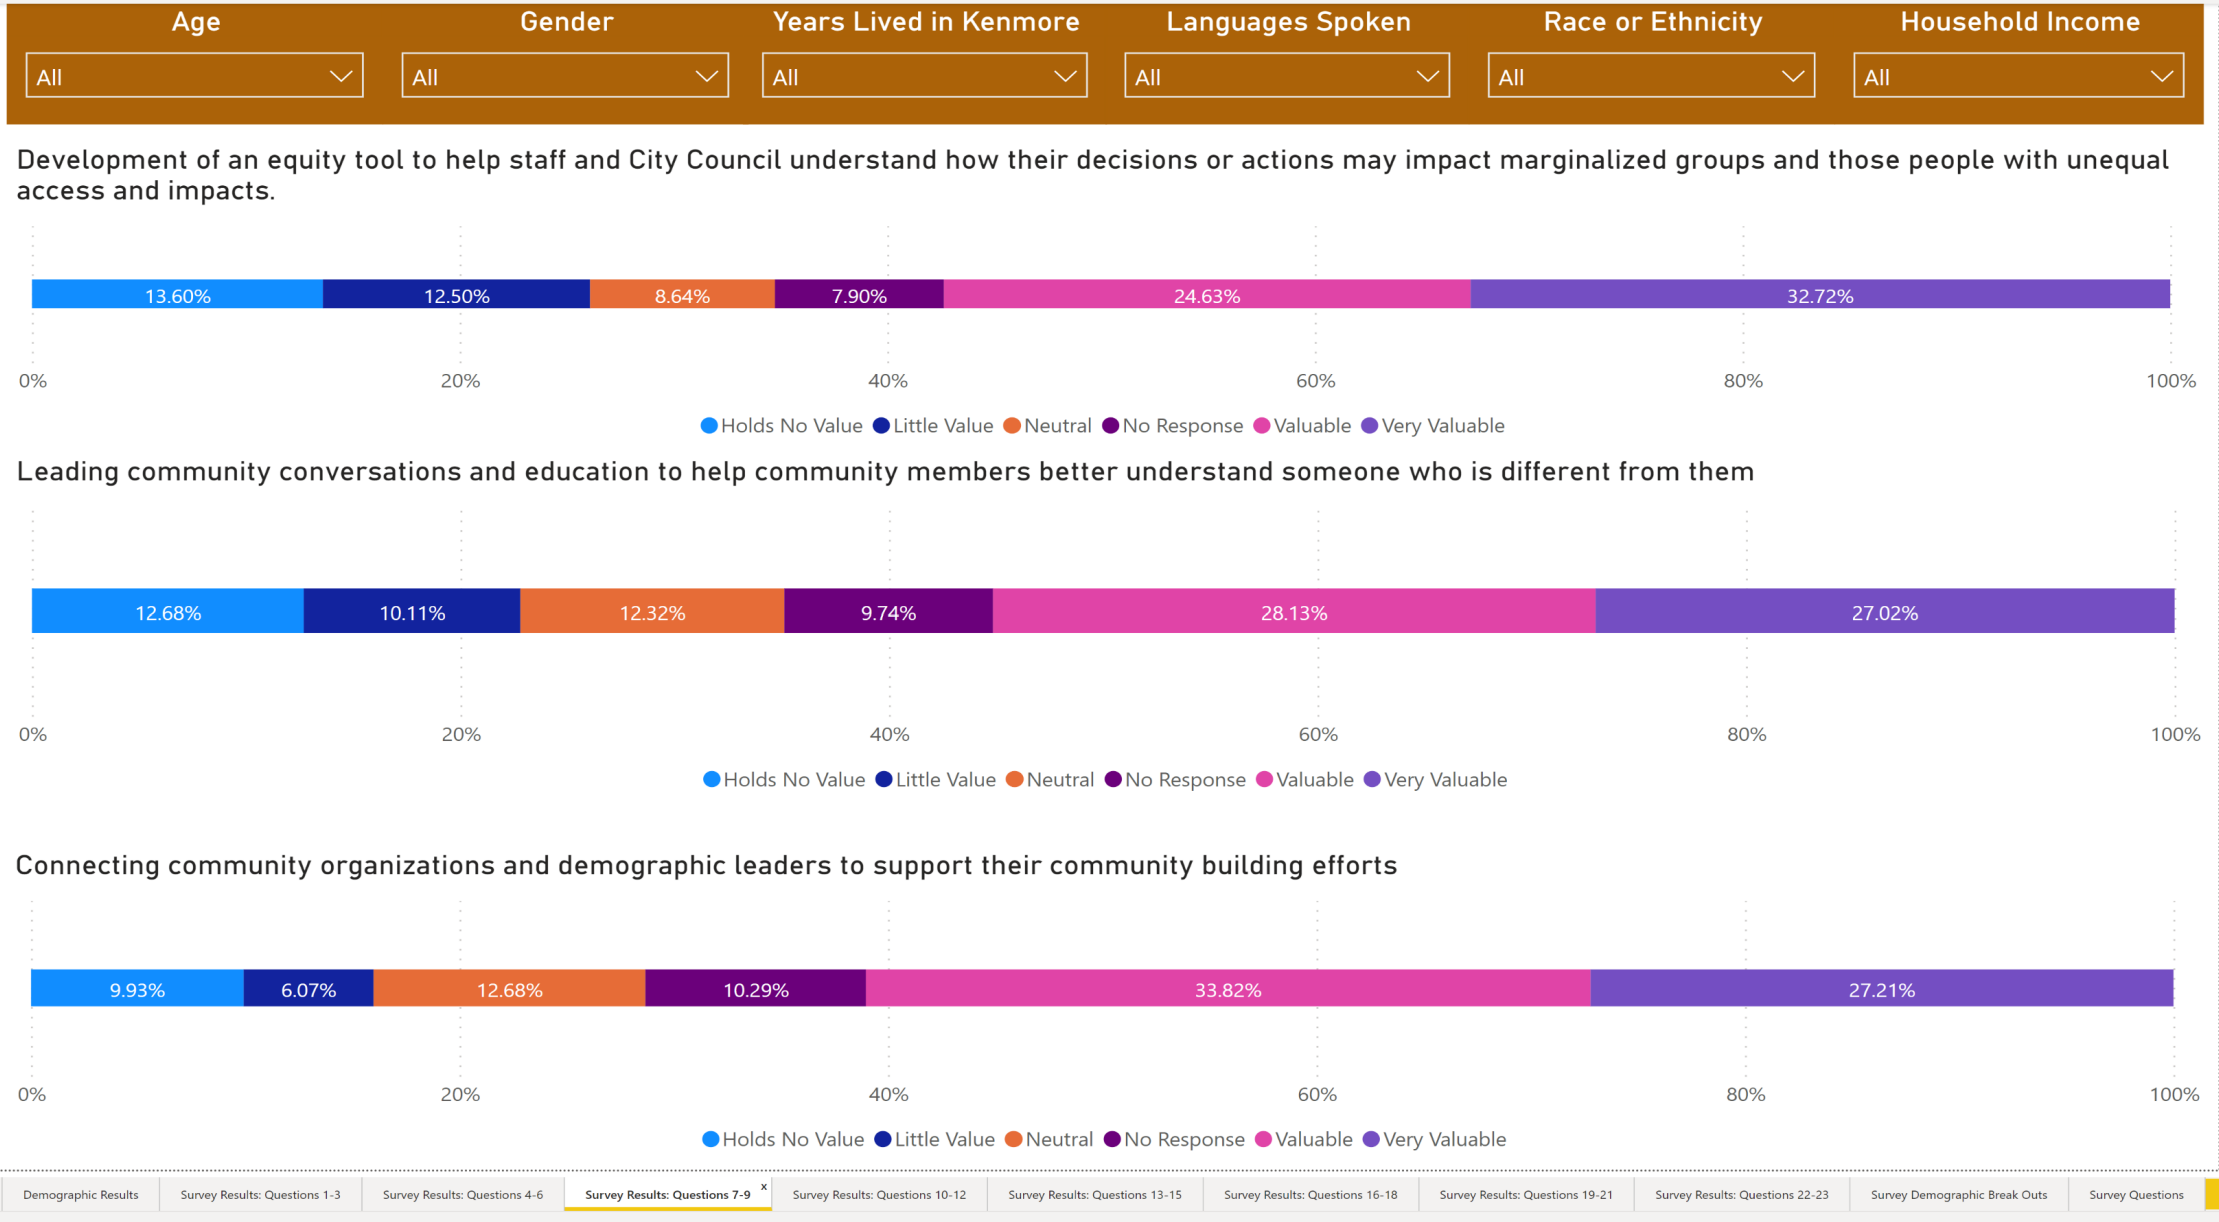 Age Gender Years Lived in Kenmore Languages Spoken Race or Ethnicity Household Income
All All All All All All
Development of an equity tool to help staff and City Council understand how their decisions or actions may impact marginalized groups and those people with unequal
access and impacts.
13.60% 12.50% 8.64% 7.90% 24.63% 32.72%
0% 20% 40% 60% 80% 100%
Holds No Value Little Value Neutral No Response Valuable Very Valuable
Leading community conversations and education to help community members better understand someone who is different from them
12.68% 10.11% 12.32% 9.74% 28.13% 27.02%
0% 20% 40% 60% 80% 100%
Holds No Value Little Value Neutral No Response Valuable Very Valuable
Connecting community organizations and demographic leaders to support their community building efforts
9.93% 6.07% 12.68% 10.29% 33.82% 27.21%
0% 20% 40% 60% 80% 100%
Holds No Value Little Value Neutral No Response Valuable Very Valuable
Demographic Results Survey Results: Questions 1-3 Survey Results: Questions 4-6 Survey Results: Questions 7-9 x Survey Results: Questions 10-12 Survey Results: Questions 13-15 Survey Results: Questions 16-18 Survey Results: Questions 19-21 Survey Results: Questions 22-23 Survey Demographic Break Outs Survey Questions